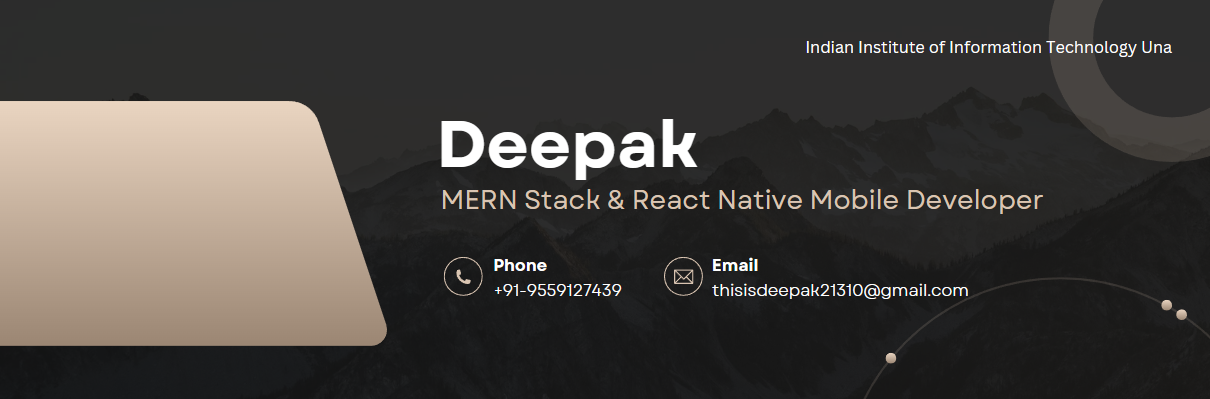 Indian Institute of Information Technology Una
Deepak
MERN Stack & React Native Mobile Developer
Phone
+91-9559127439
Email
thisisdeepak21310@gmail.com